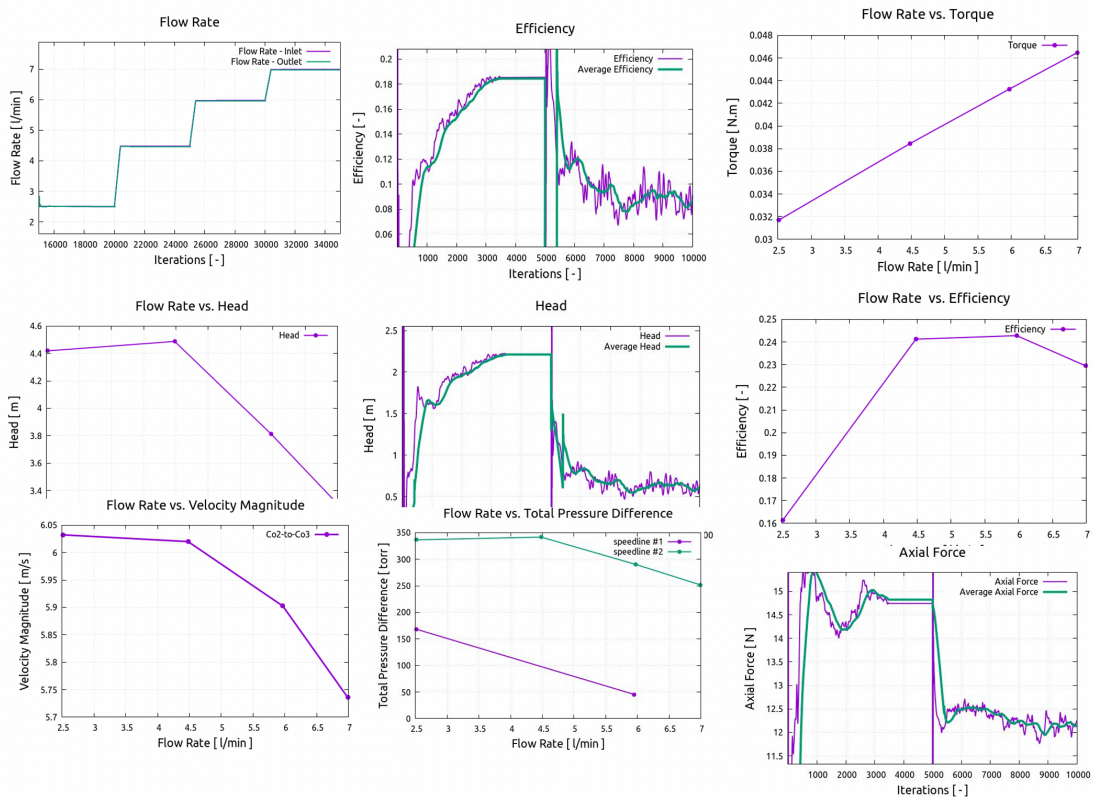 Flow Rate
Flow Rate - Inlet
Flow Rate - Outlet
Flow Rate [ l/min]
7
6
5
4
3
2
16000 18000 20000 22000 24000 26000 28000 30000 32000 34000
Iterations [ - ]
Efficiency
Efficiency
Average Efficiency
Efficiency [ - ]
0.2
0.18
0.16
0.14
0.12
0.1
0.08
0.06
1000 2000 3000 4000 5000 6000 7000 8000 9000 10000
Iterations [ - ]
Flow Rate vs. Torque
Torque
Torque [ N.m ]
0.048
0.046
0.044
0.042
0.04
0.038
0.036
0.034
0.032
0.03
2.5 3 3.5 4 4.5 5 5.5 6 6.5 7
Flow Rate [ l/min ]
Flow Rate vs. Head
Head
Head [ m ]
4.6
4.4
4.2
4
3.8
3.6
3.4
Head
Head
Average Head
Head [ m ]
2.5
2
1.5
1
0.5
Flow Rate vs. Efficiency
Efficiency
Efficiency [ - ]
0.25
0.24
0.23
0.22
0.21
0.2
0.19
0.18
0.17
0.16
2.5 3 3.5 4 4.5 5 5.5 6 6.5 7
Flow Rate vs. Velocity Magnitude
Co2-to-Co3
Velocity Magnitude [ m/s ]
6.05
6
5.95
5.9
5.85
5.8
5.75
5.7
2.5 3 3.5 4 4.5 5 5.5 6 6.5 7
Flow Rate [ l/min ]
Flow Rate vs. Total Pressure Difference
00
speedline #1
speedline #2
Total Pressure Difference [ torr]
350
300
250
200
150
100
50
0
2.5 3 3.5 4 4.5 5 5.5 6 6.5 7
Flow Rate [ l/min ]
Axial Force
Axial Force
Average Axial Force
Axial Force [ N ]
15
14.5
14
13.5
13
12.5
12
11.5
1000 2000 3000 4000 5000 6000 7000 8000 9000 10000
Iterations [ - ]